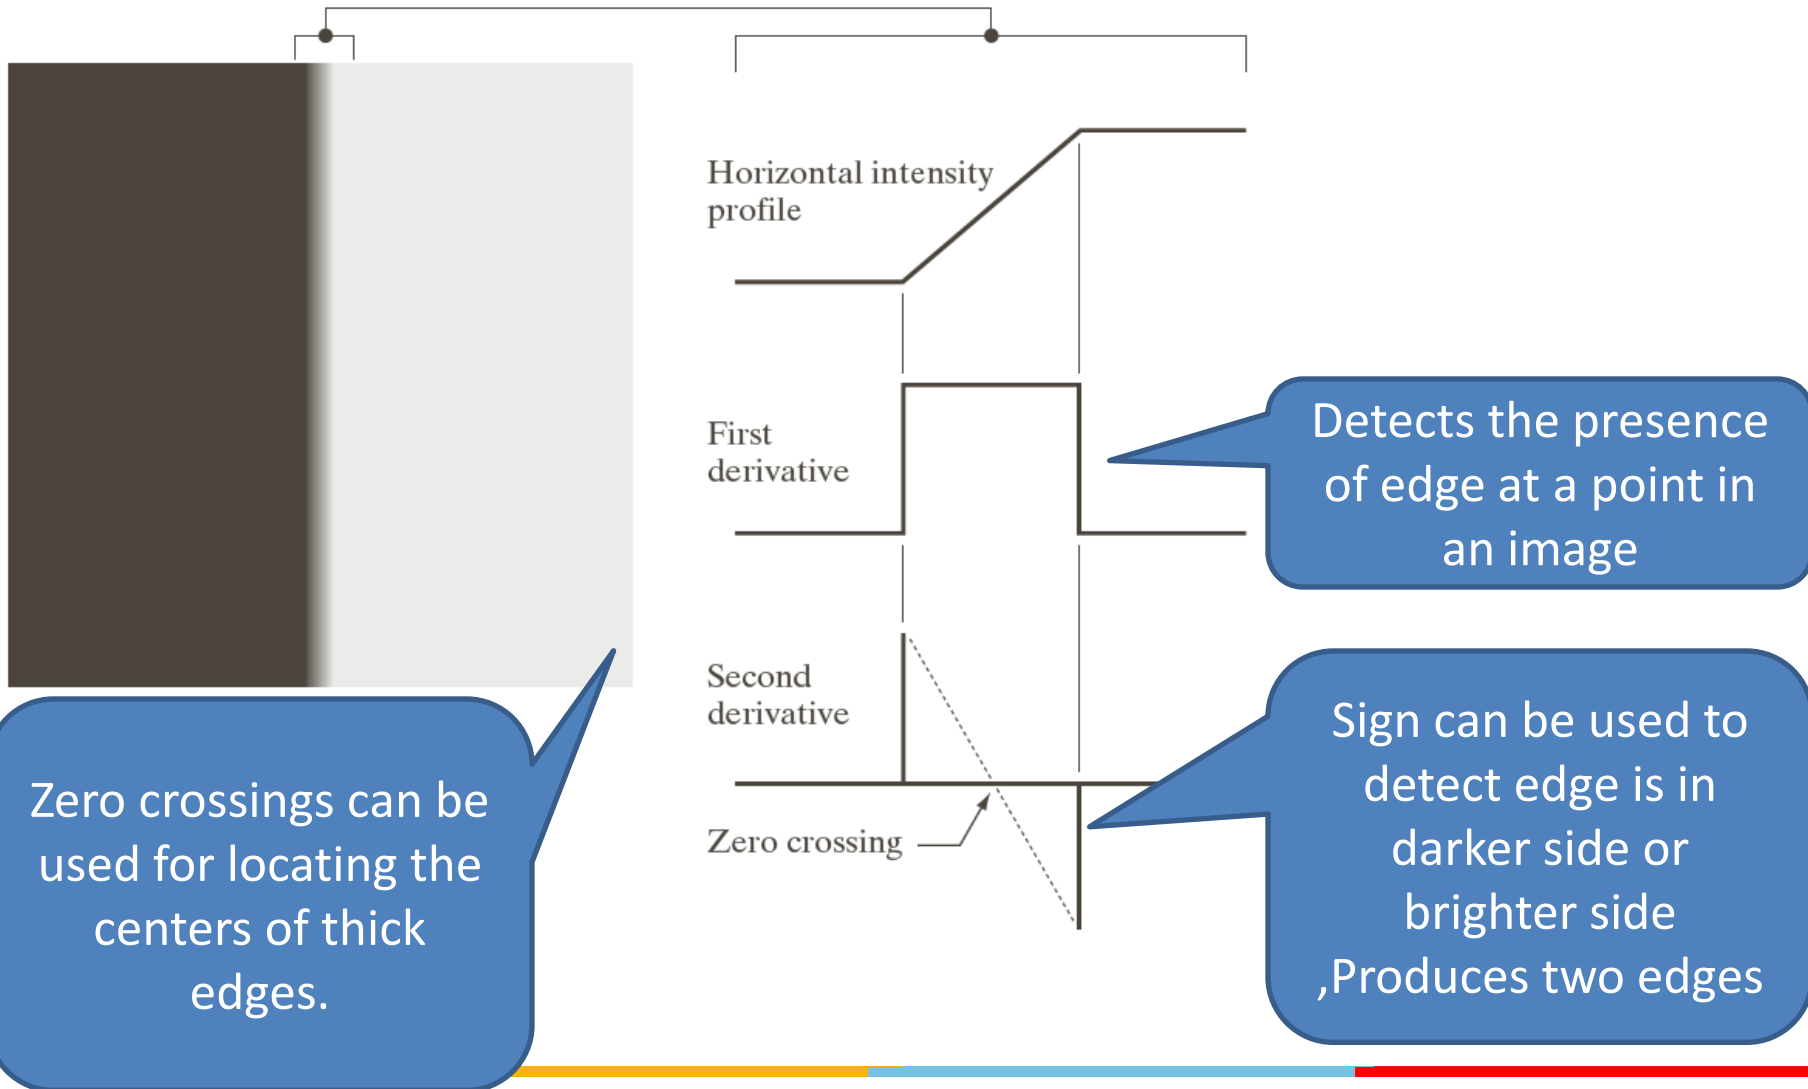 Horizontal intensity
profile
First
derivative
Detects the presence
of edge at a point in
an image
Second
derivative
Zero crossing
Sign can be used to
detect edge is in
darker side or
brighter side
,Produces two edges
Zero crossings can be
used for locating the
centers of thick
edges.